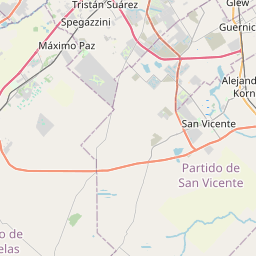 Tristán Suárez
Glew
Spegazzini
Guernic
Máximo Paz
Alejand
Korn
San Vicente
Partido de
San Vicente
o de
elas